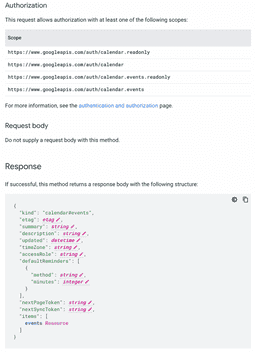 Authorization
This request allows authorization with at least one of the following scopes:
Scope
https://www.googleapis.com/auth/calendar.readonly
https://www.googleapis.com/auth/calendar
https://www.googleapis.com/auth/calendar.events.readonly
https://www.googleapis.com/auth/calendar.events
For more information, see the authentication and authorization page.
Request body
Do not supply a request body with this method.
Response
If successful, this method returns a response body with the following structure:
{
"kind": "calendar#events",
"etag": etag,
"summary": string,
"description": string,
"updated": datetime,
"timeZone": string,
"accessRole": string,
"defaultReminders": [
{
"method": string,
"minutes": integer
}
],
"nextPageToken": string,
"nextSyncToken": string,
"items": [
events Resource
]
}